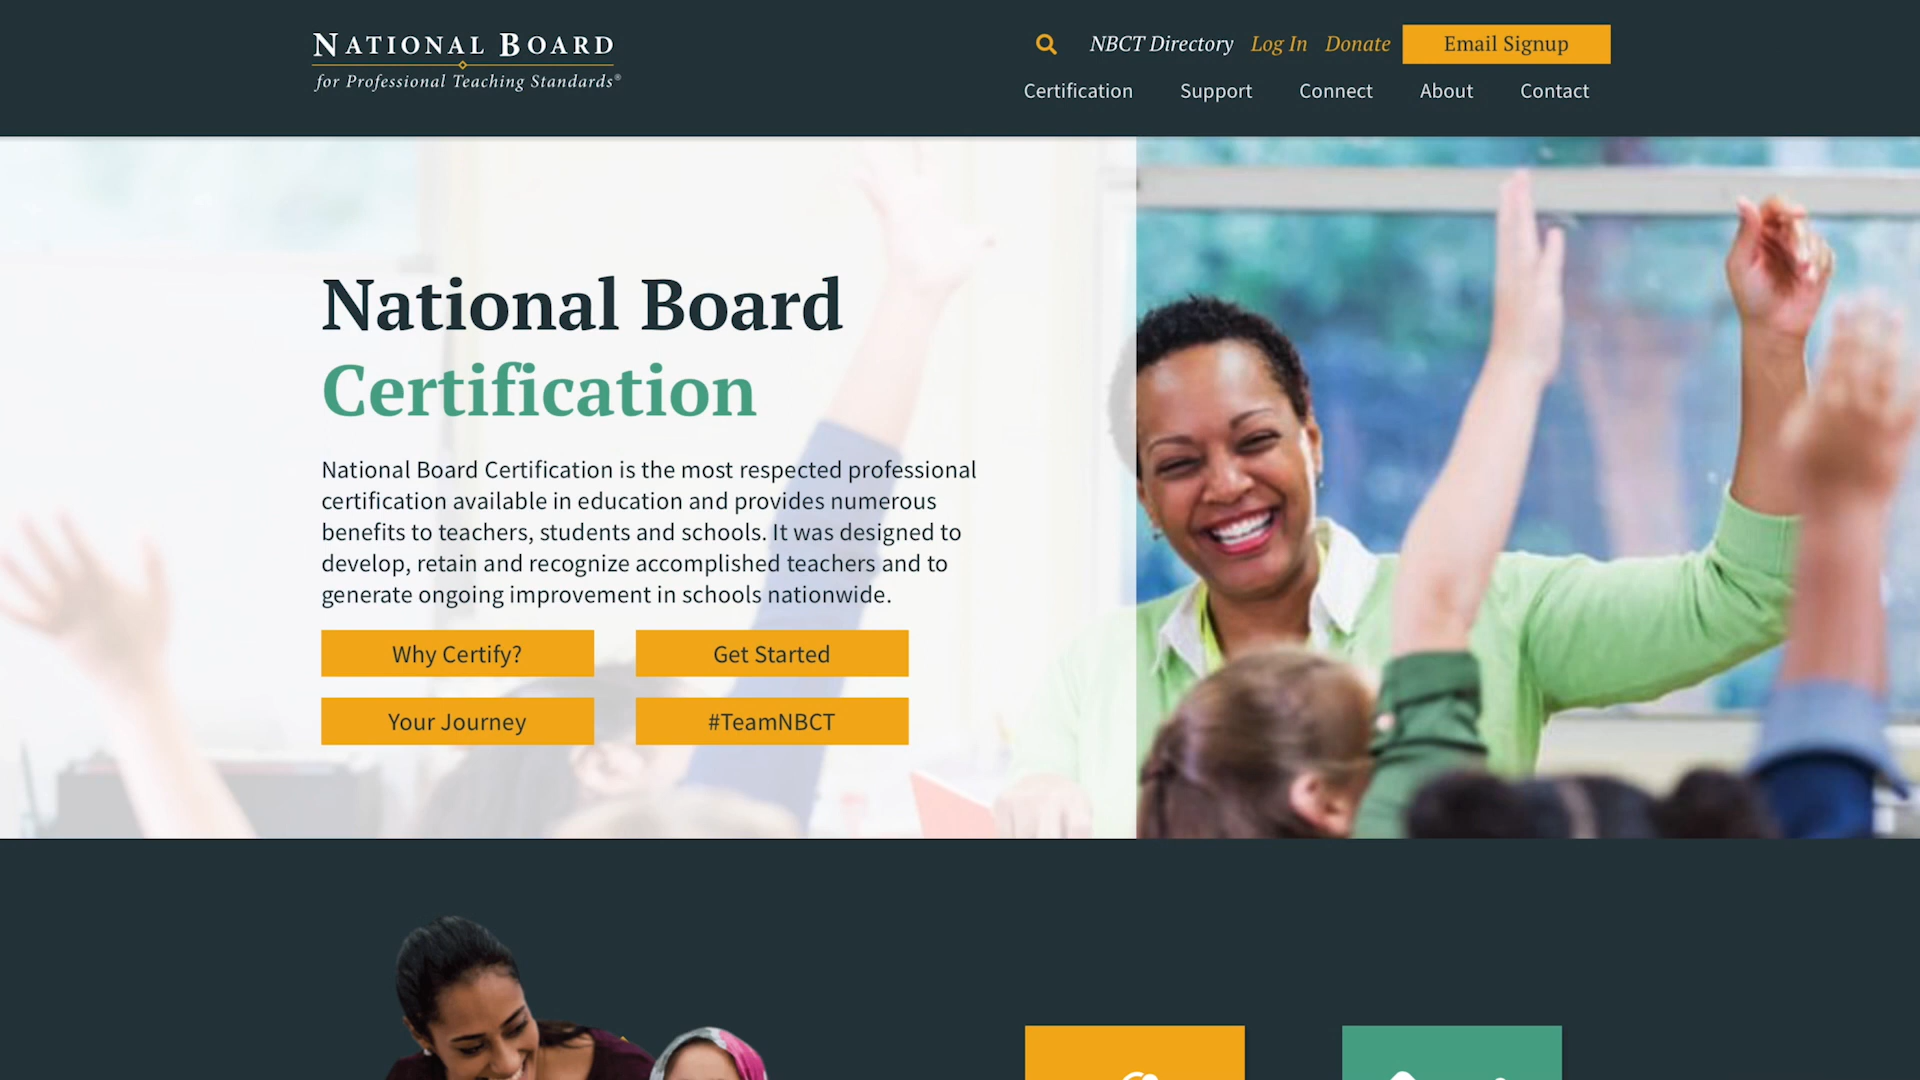 NATIONAL BOARD
for Professional Teaching Standards®
NBCT Directory
Log In
Donate
Email Signup
Certification
Support
Connect
About
Contact
National Board
Certification
National Board Certification is the most respected professional
certification available in education and provides numerous
benefits to teachers, students and schools. It was designed to
develop, retain and recognize accomplished teachers and to
generate ongoing improvement in schools nationwide.
Why Certify?
Get Started
Your Journey
#TeamNBCT